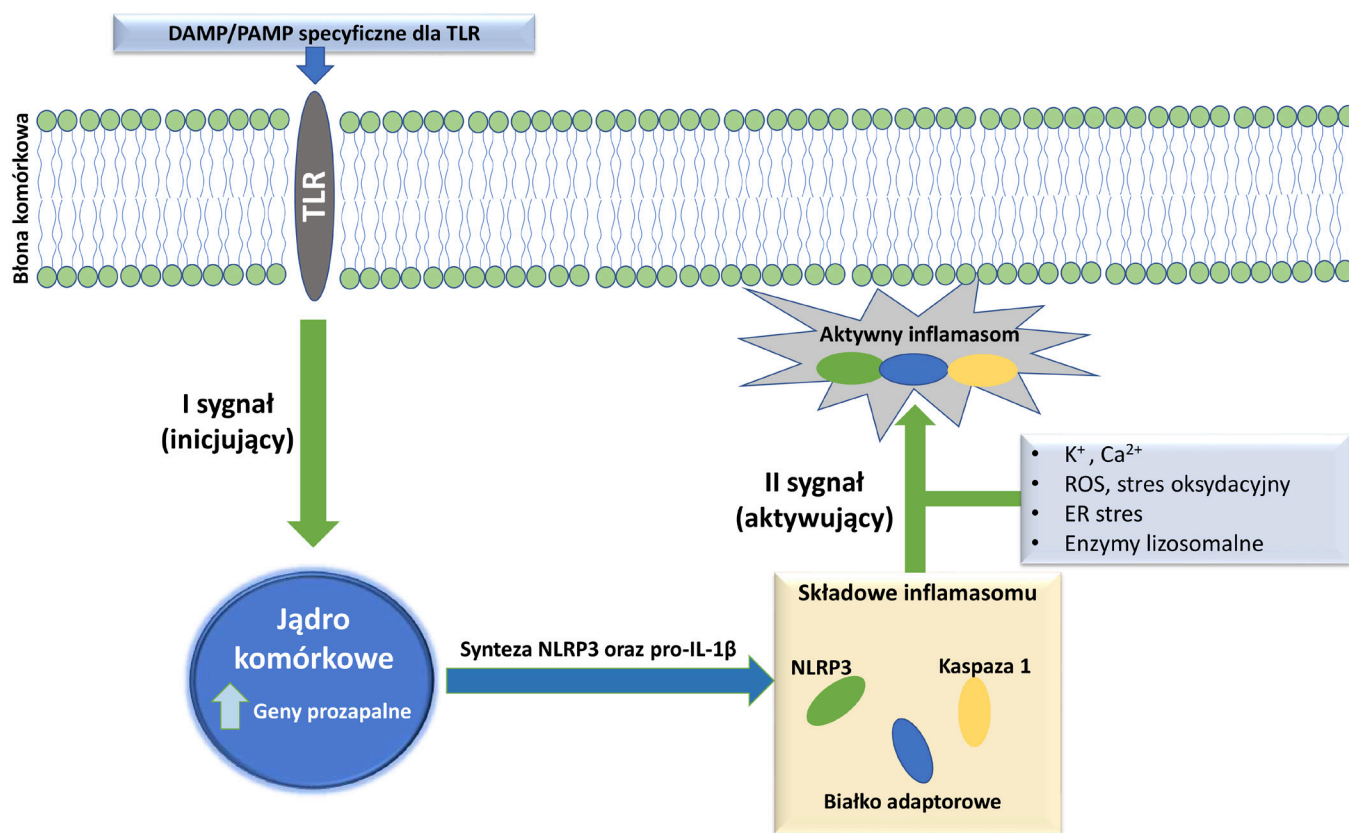 DAMP/PAMP specyficzne dla TLR
Błona komórkowa
TLR
Aktywny inflamasom
I sygnał
(inicjujący)
II sygnał
(aktywujący)
• K⁺, Ca²⁺
• ROS, stres oksydacyjny
• ER stres
• Enzymy lizosomalne
Jądro
komórkowe
Geny prozapalne
Synteza NLRP3 oraz pro-IL-1β
Składowe inflamasomu
NLRP3
Kaspaza 1
Białko adaptorowe